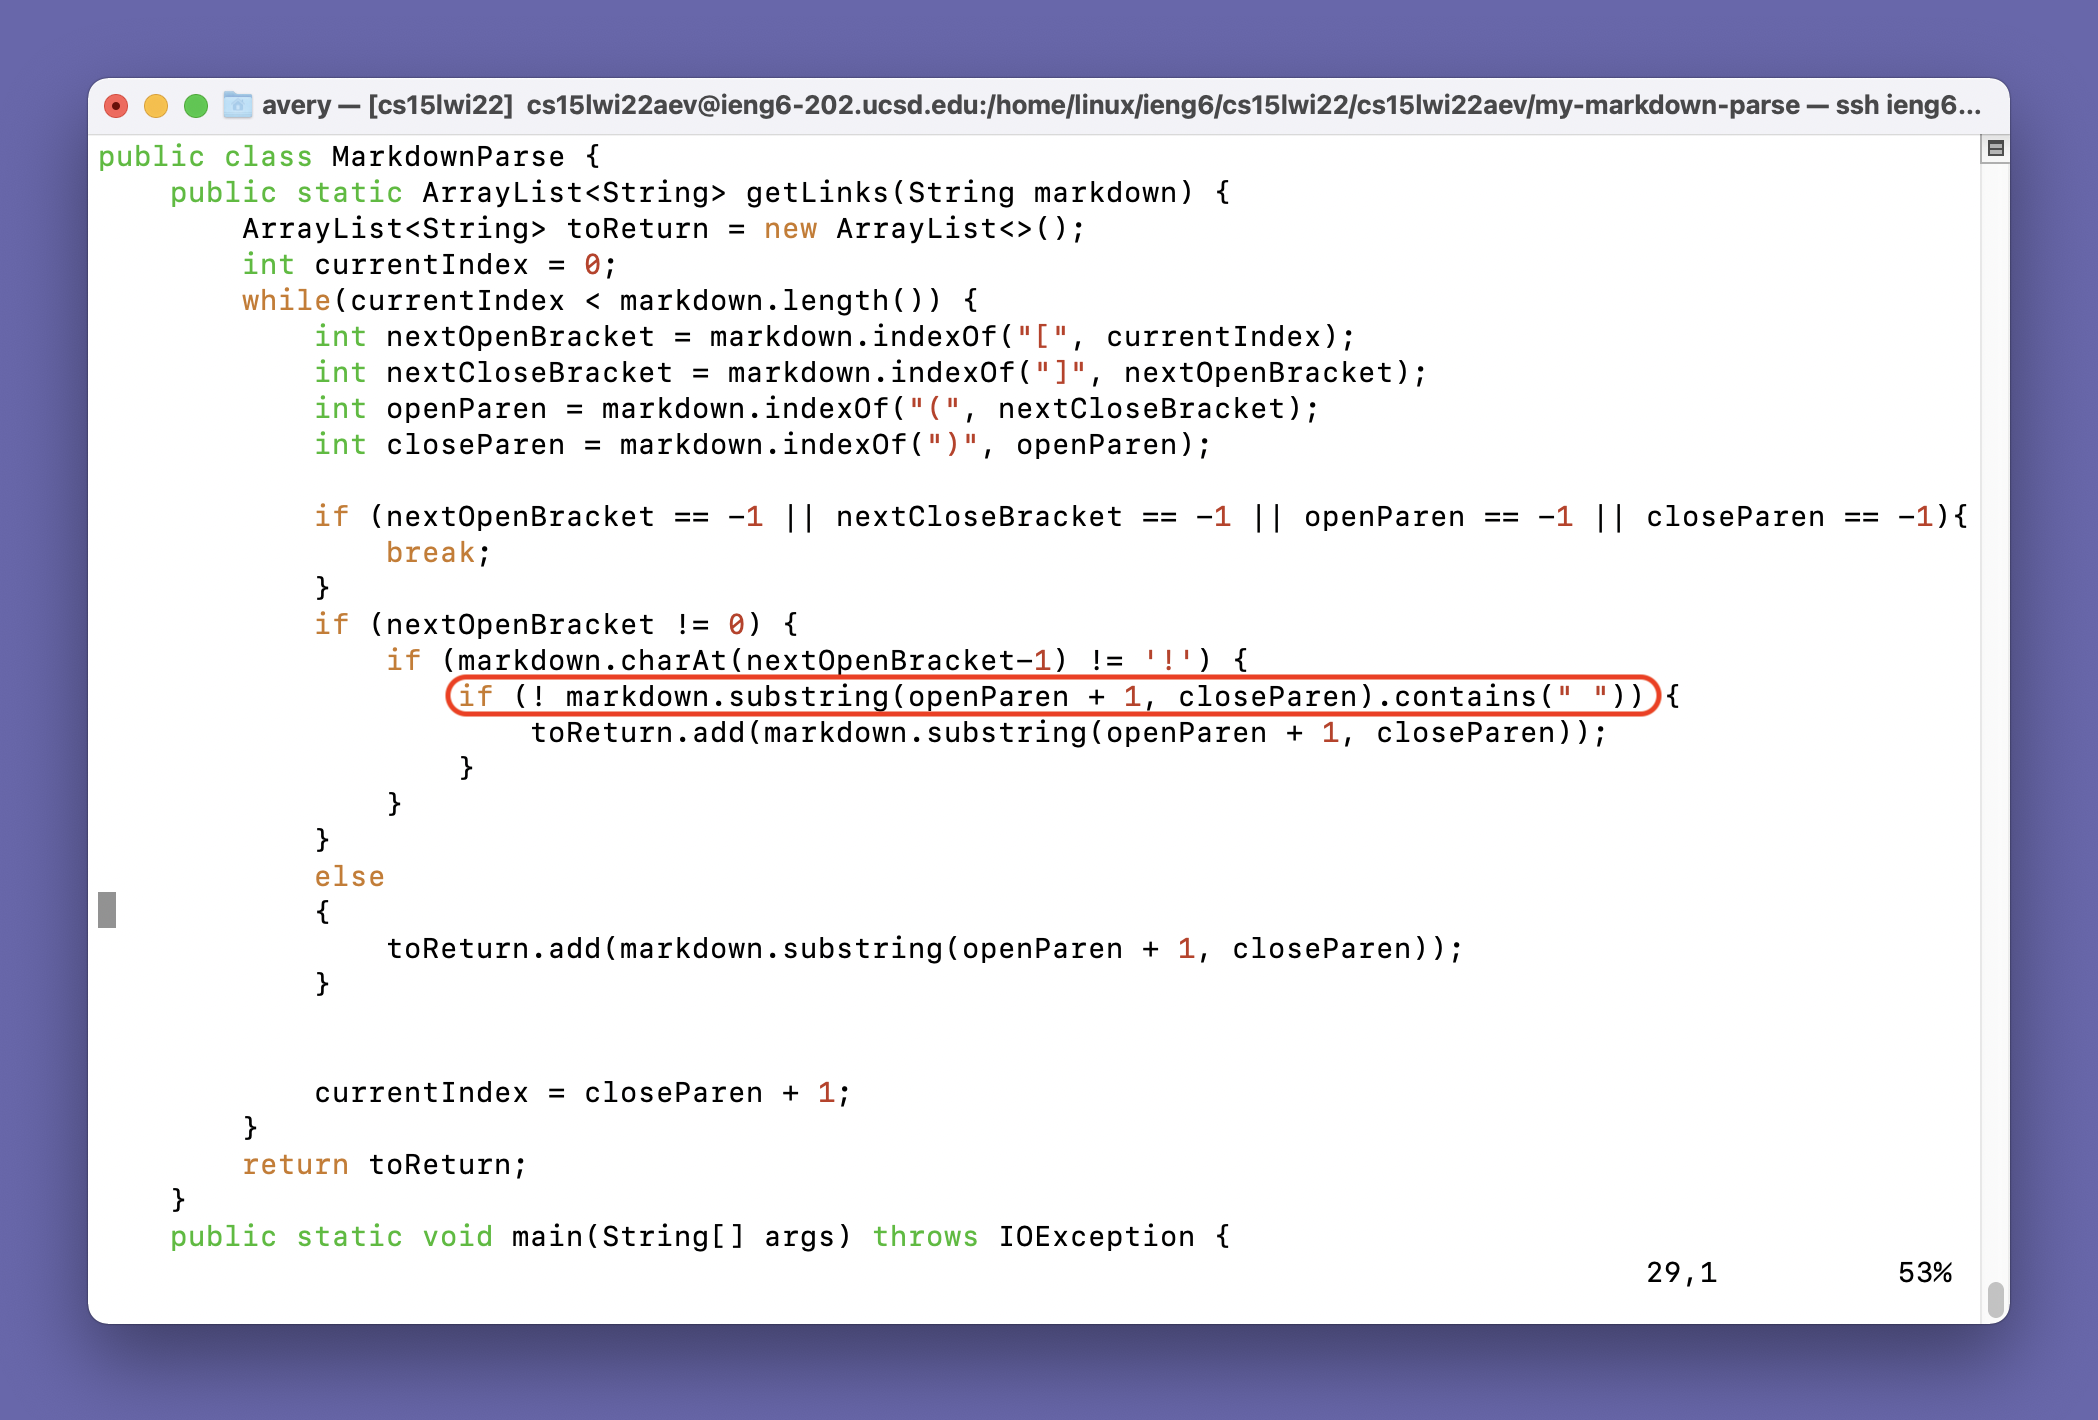 avery — [cs15lwi22] cs15lwi22aev@ieng6-202.ucsd.edu:/home/linux/ieng6/cs15lwi22/cs15lwi22aev/my-markdown-parse — ssh ieng6...
public class MarkdownParse {
    public static ArrayList<String> getLinks(String markdown) {
        ArrayList<String> toReturn = new ArrayList<>();
        int currentIndex = 0;
        while(currentIndex < markdown.length()) {
            int nextOpenBracket = markdown.indexOf("[", currentIndex);
            int nextCloseBracket = markdown.indexOf("]", nextOpenBracket);
            int openParen = markdown.indexOf("(", nextCloseBracket);
            int closeParen = markdown.indexOf(")", openParen);

            if (nextOpenBracket == -1 || nextCloseBracket == -1 || openParen == -1 || closeParen == -1){
                break;
            }
            if (nextOpenBracket != 0) {
                if (markdown.charAt(nextOpenBracket-1) != '!') {
                    if (! markdown.substring(openParen + 1, closeParen).contains(" ")) {
                        toReturn.add(markdown.substring(openParen + 1, closeParen));
                    }
                }
            }
            else
            {
                toReturn.add(markdown.substring(openParen + 1, closeParen));
            }


            currentIndex = closeParen + 1;
        }
        return toReturn;
    }
    public static void main(String[] args) throws IOException {
29,1 53%